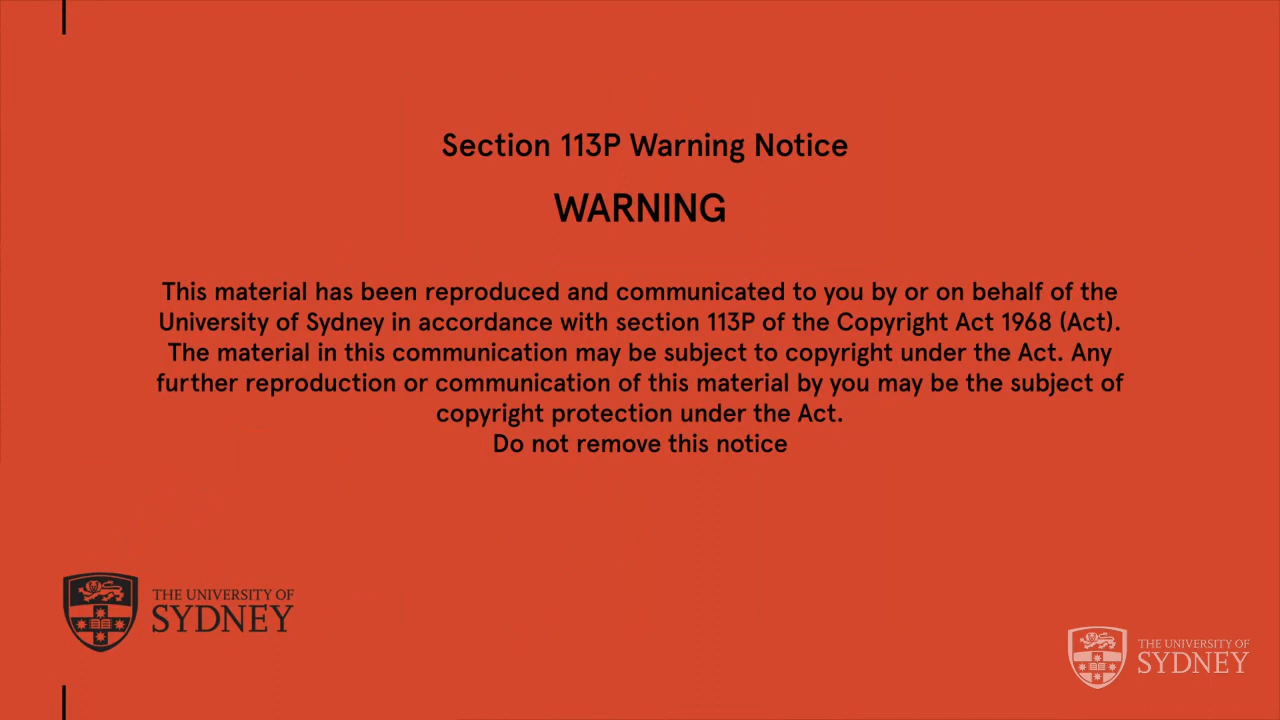 Section 113P Warning Notice
WARNING
This material has been reproduced and communicated to you by or on behalf of the
University of Sydney in accordance with section 113P of the Copyright Act 1968 (Act).
The material in this communication may be subject to copyright under the Act. Any
further reproduction or communication of this material by you may be the subject of
copyright protection under the Act.
Do not remove this notice
THE UNIVERSITY OF
SYDNEY
THE UNIVERSITY OF
SYDNEY